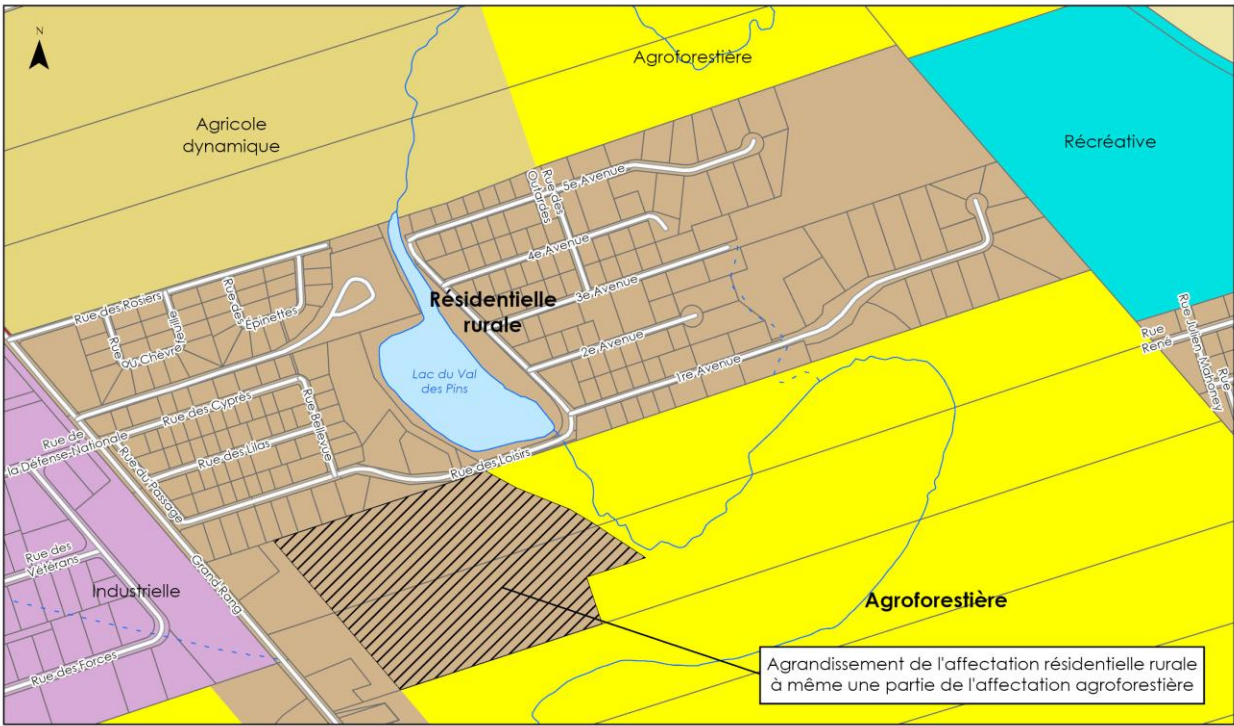 N
Agroforestière
Agricole
dynamique
Récréative
5e Avenue
Rue des
Outardes
4e Avenue
3e Avenue
Résidentielle
rurale
2e Avenue
1re Avenue
Lac du Val
des Pins
Rue des Rosiers
Rue des
Épinettes
Rue du Chèvrefeuille
Rue des Cyprès
Rue Bellevue
Rue des Lilas
Rue de
la Défense-Nationale
Rue du Passage
Rue des Loisirs
Rue
René
Rue Julien-Mahoney
Rue
Rue des
Vétérans
Industrielle
Grand Rang
Rue des Forces
Agroforestière
Agrandissement de l'affectation résidentielle rurale
à même une partie de l'affectation agroforestière